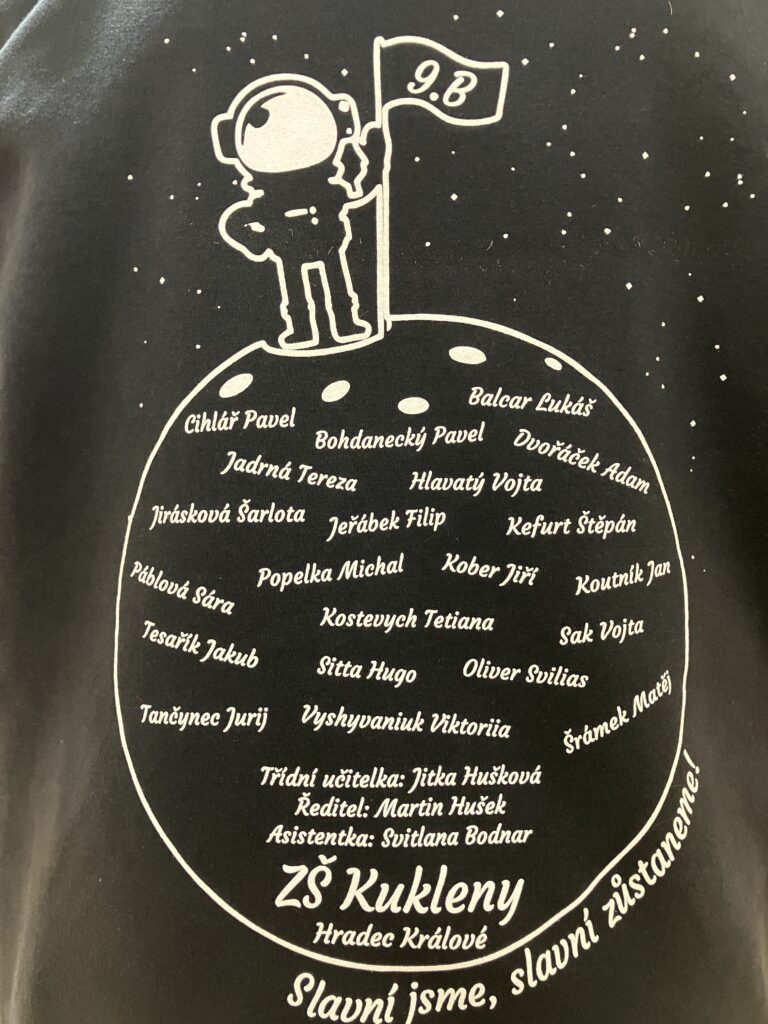 9.B
Balcar Lukáš
Cihlář Pavel
Bohdanecký Pavel
Dvořáček Adam
Jadrná Tereza
Hlavatý Vojta
Jirásková Šarlota
Jeřábek Filip
Kefurt Štěpán
Páblová Sára
Popelka Michal
Kober Jiří
Koutník Jan
Kostevych Tetiana
Sak Vojta
Tesařík Jakub
Sitta Hugo
Oliver Svilias
Šrámek Matěj
Tančynec Jurij
Vyshyvaniuk Viktoriia
Třídní učitelka: Jitka Hušková
Ředitel: Martin Hušek
Asistentka: Svitlana Bodnar
ZŠ Kukleny
Hradec Králové
Slavní jsme, slavní zůstaneme!